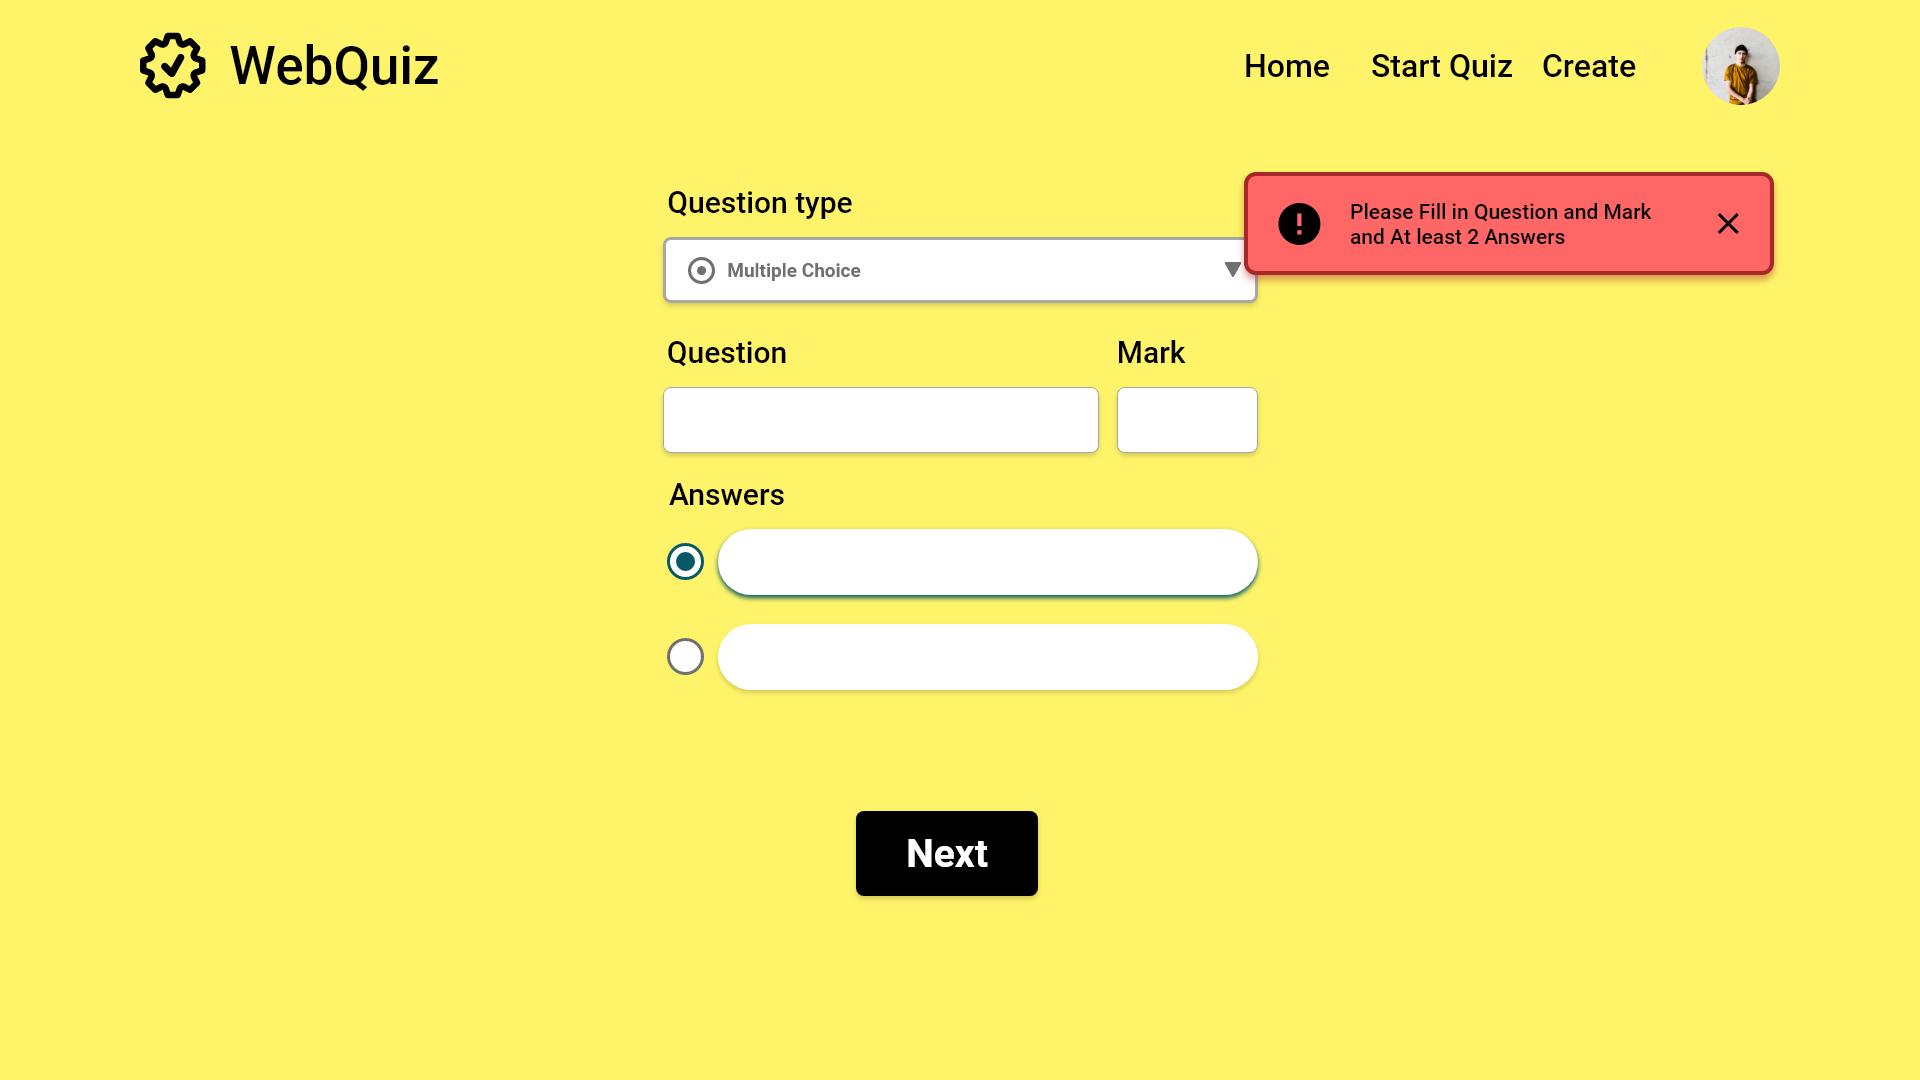 WebQuiz
Home
Start Quiz
Create
Please Fill in Question and Mark
and At least 2 Answers
Question type
Multiple Choice
Question
Mark
Answers
Next